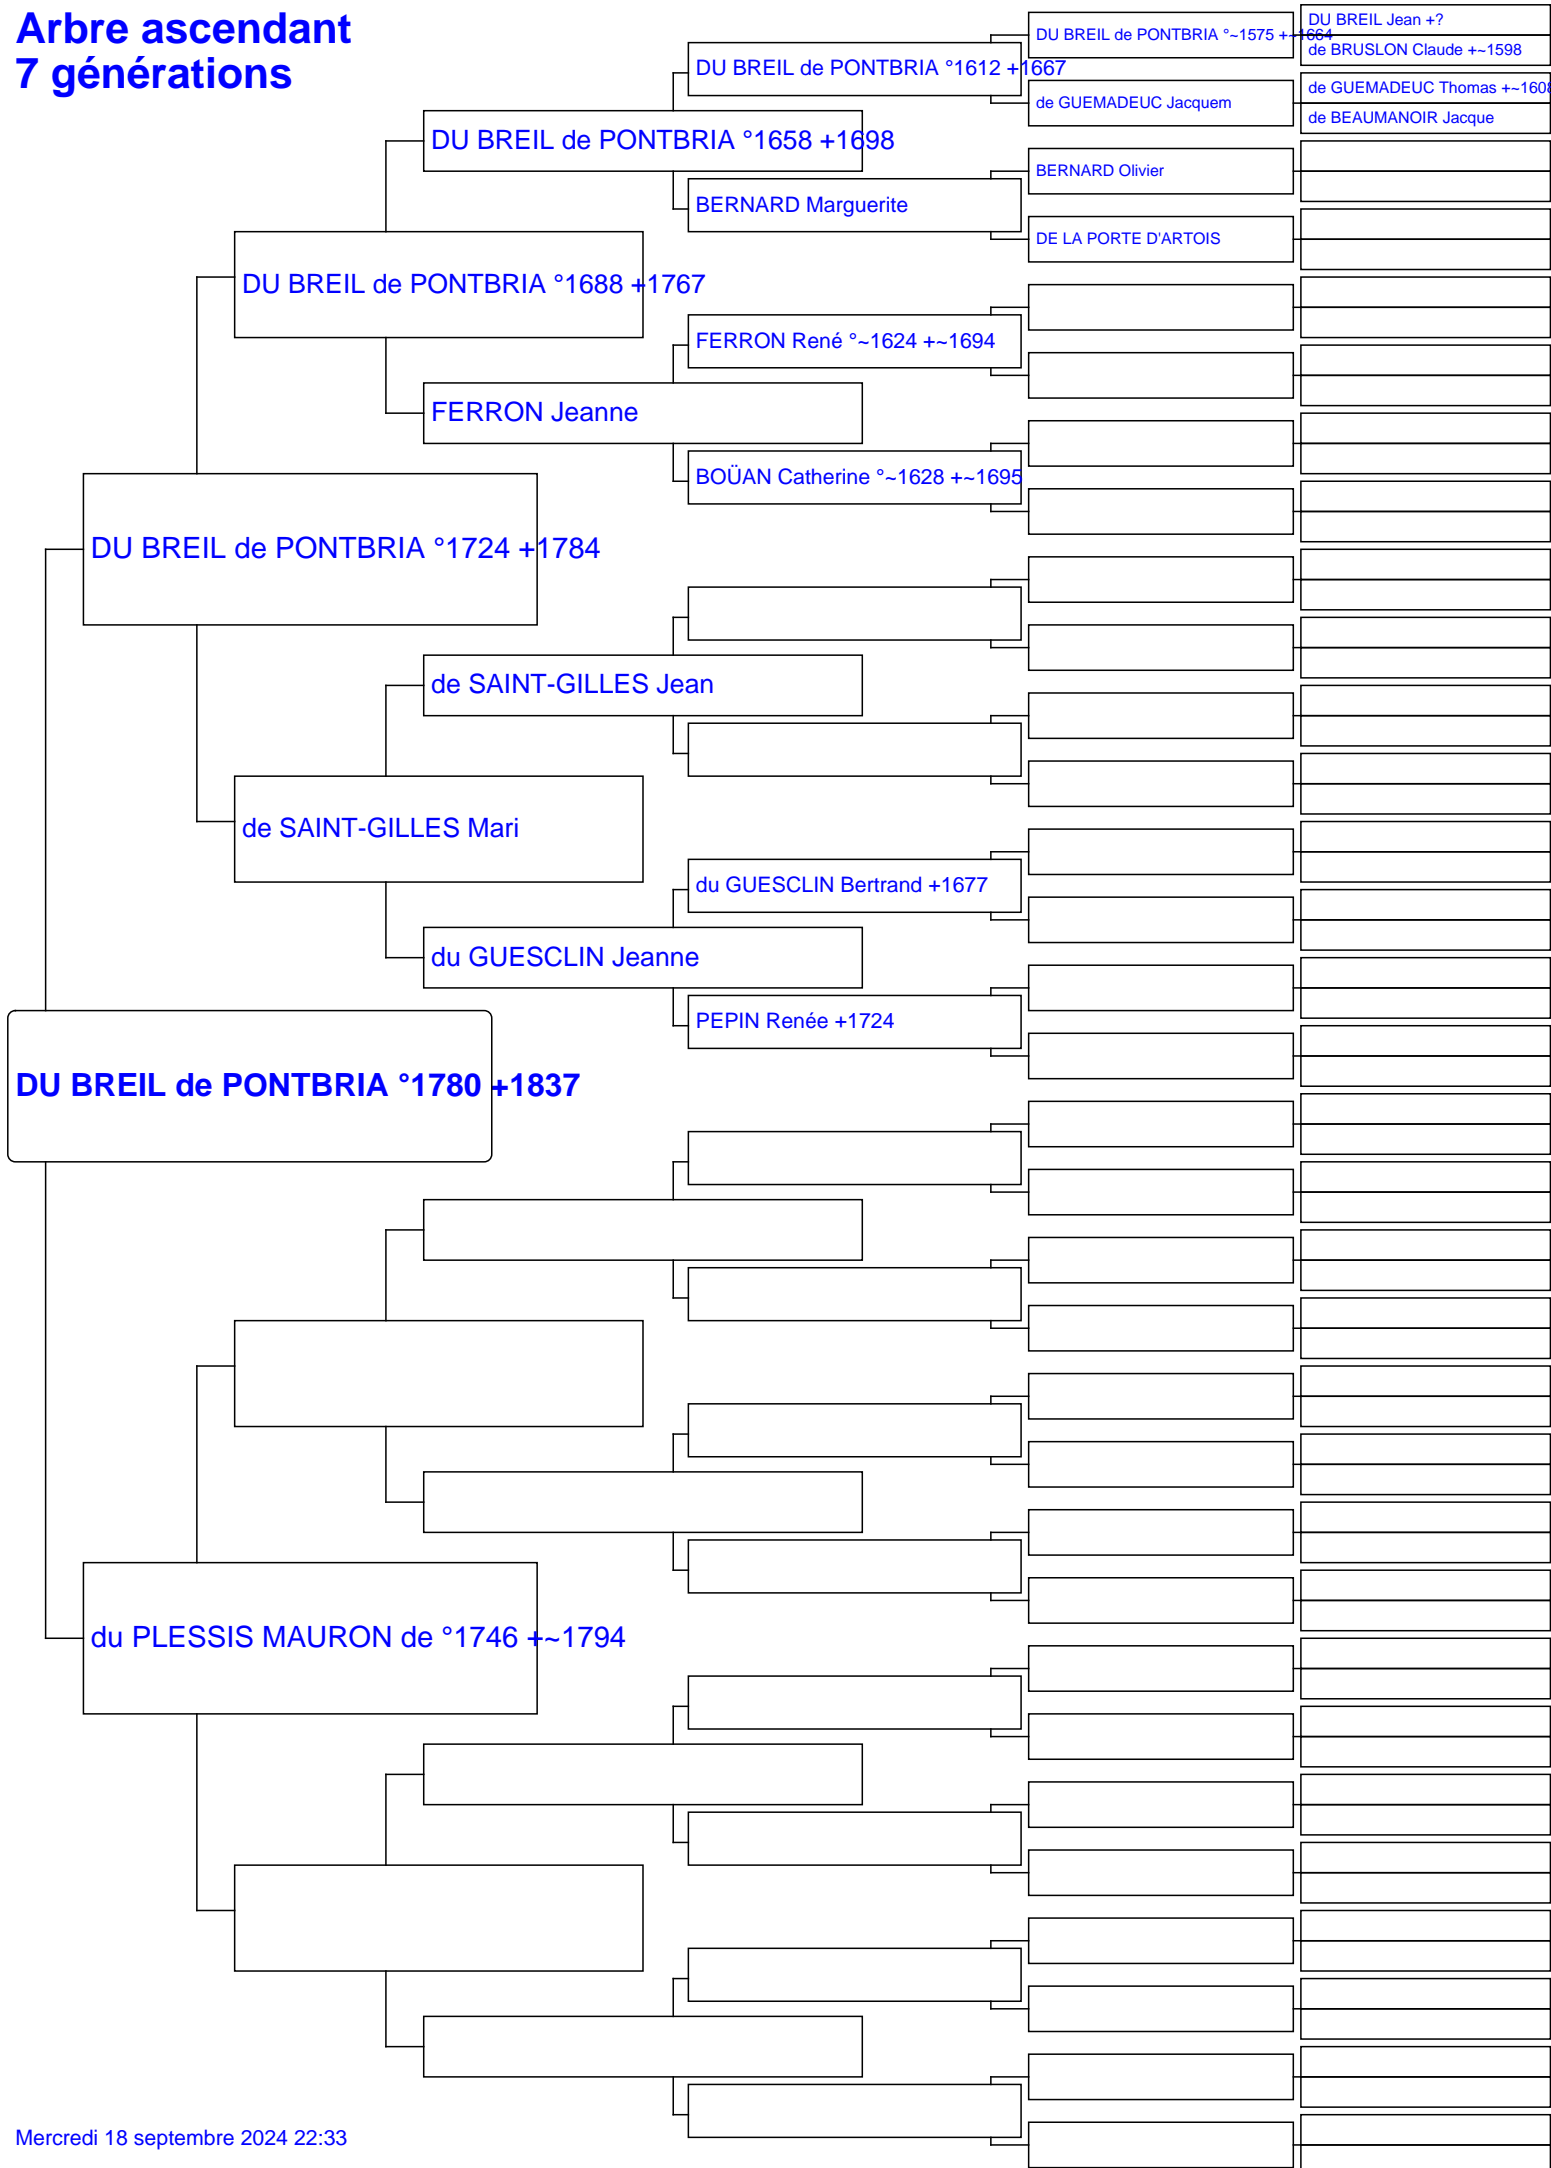 Arbre ascendant
7 générations
DU BREIL Jean +?
DU BREIL de PONTBRIA °~1575 +~1664
de BRUSLON Claude +~1598
DU BREIL de PONTBRIA °1612 +1667
de GUEMADEUC Thomas +~1608
de GUEMADEUC Jacquem
de BEAUMANOIR Jacque
DU BREIL de PONTBRIA °1658 +1698
BERNARD Olivier
BERNARD Marguerite
DE LA PORTE D'ARTOIS
DU BREIL de PONTBRIA °1688 +1767
FERRON René °~1624 +~1694
FERRON Jeanne
BOÜAN Catherine °~1628 +~1695
DU BREIL de PONTBRIA °1724 +1784
de SAINT-GILLES Jean
de SAINT-GILLES Mari
du GUESCLIN Bertrand +1677
du GUESCLIN Jeanne
PEPIN Renée +1724
DU BREIL de PONTBRIA °1780 +1837
du PLESSIS MAURON de °1746 +~1794
Mercredi 18 septembre 2024 22:33